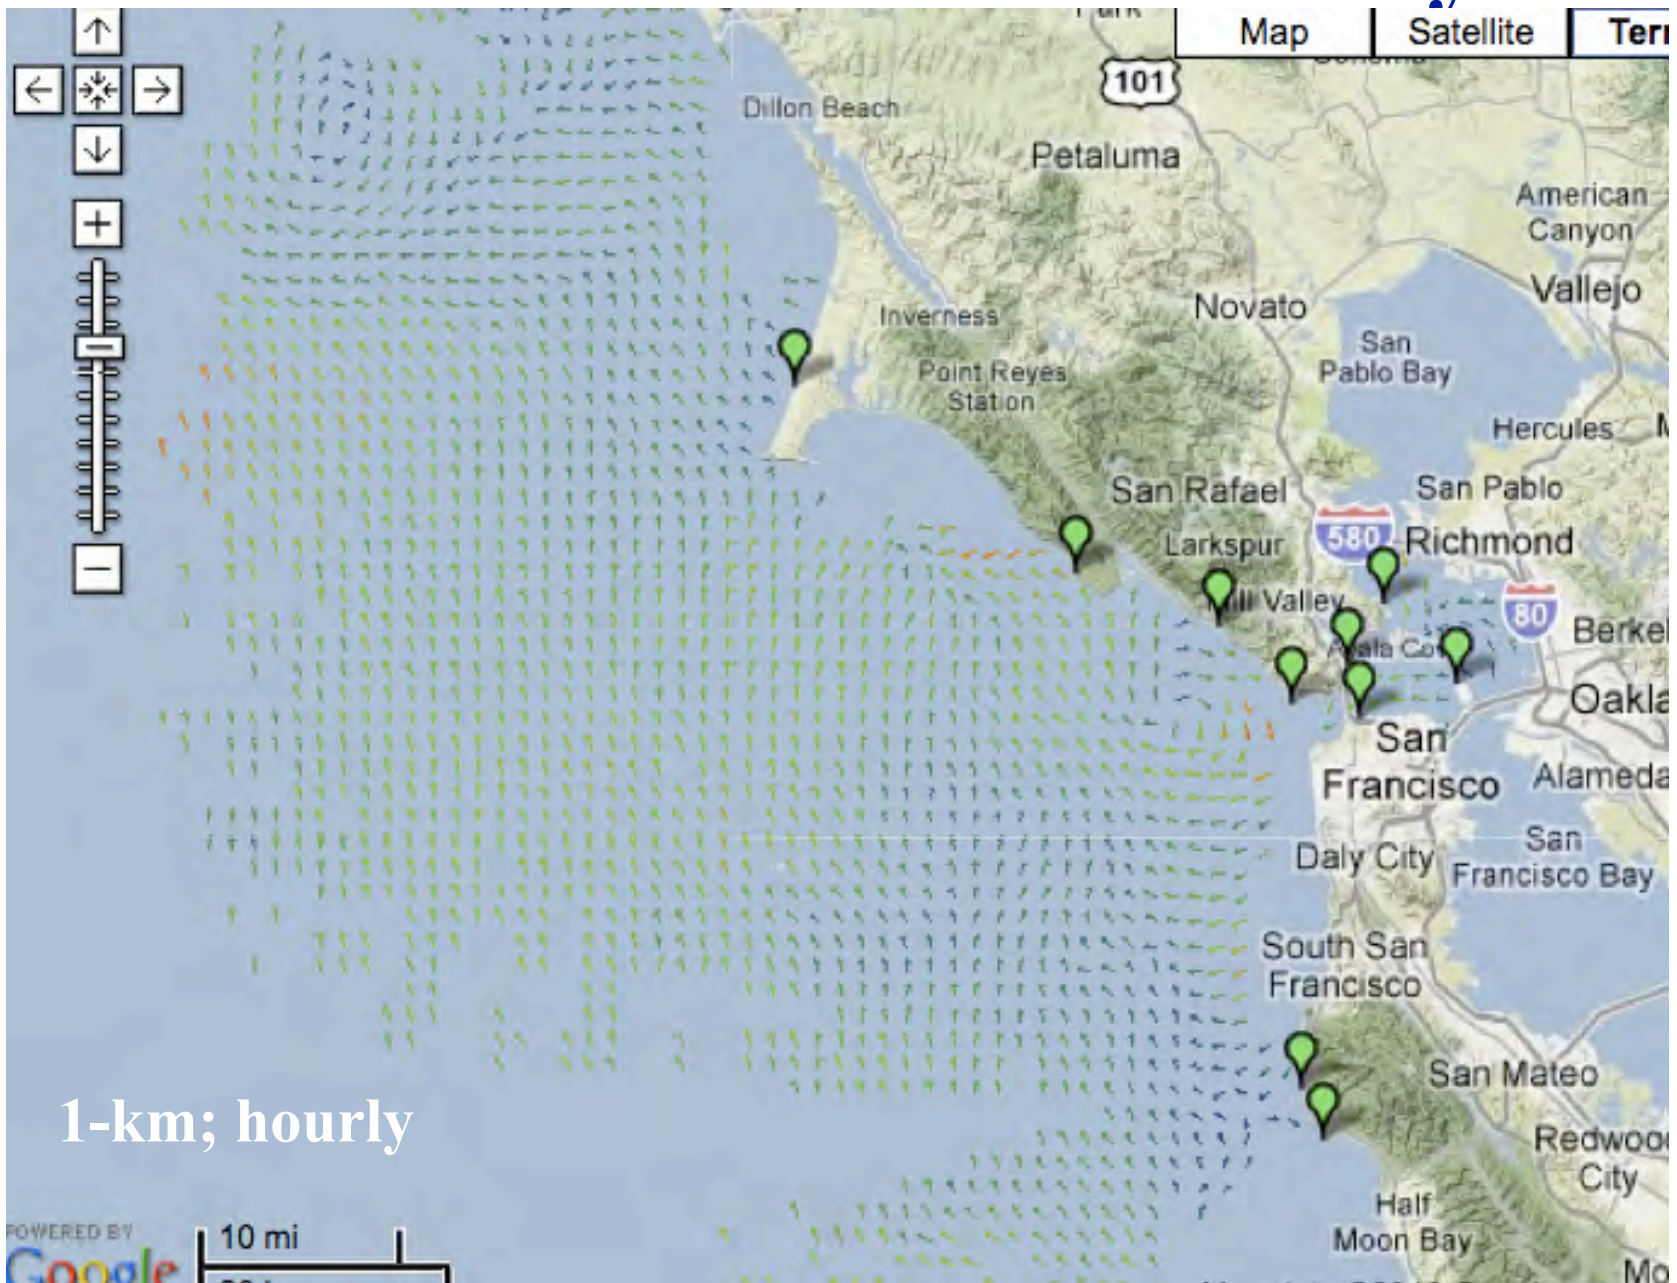 Map
Satellite
101
Dillon Beach
Petaluma
American
Canyon
Vallejo
Novato
Inverness
San
Pablo Bay
Point Reyes
Station
Hercules
San Rafael
San Pablo
580
Richmond
Larkspur
Mill Valley
80
San
Francisco
Alameda
San
Francisco Bay
Daly City
South San
Francisco
San Mateo
1-km; hourly
City
Half
Moon Bay
POWERED BY
Google
10 mi